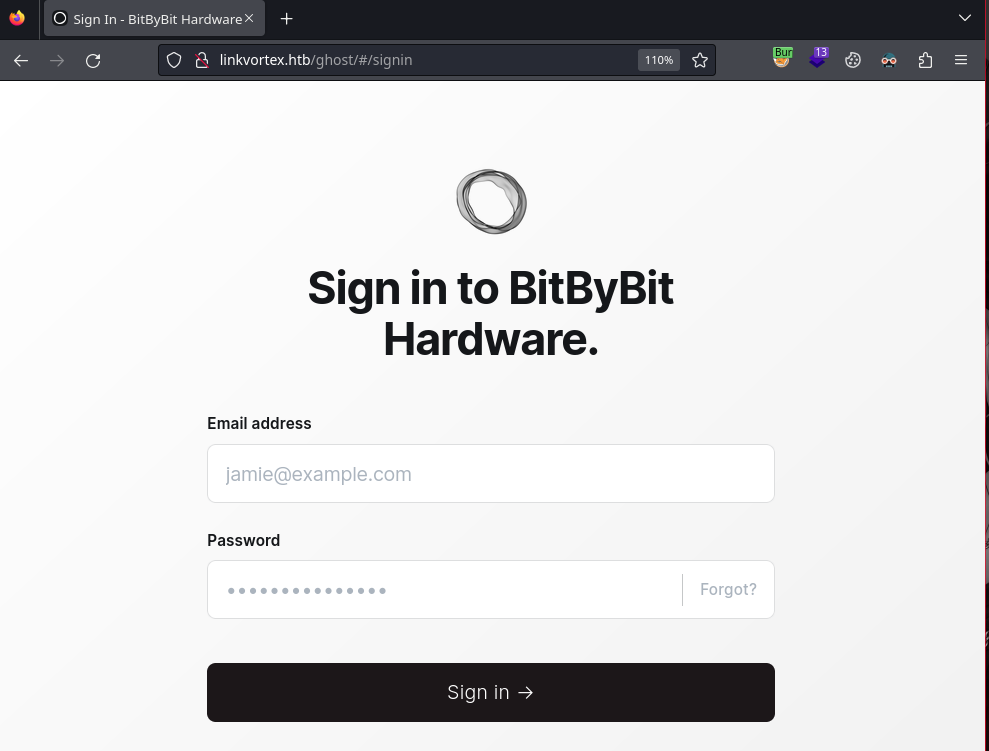 Sign In - BitByBit Hardware
linkvortex.htb/ghost/#/signin
110%
Bur
13
Sign in to BitByBit
Hardware.
Email address
jamie@example.com
Password
•••••••••••••••
Forgot?
Sign in →